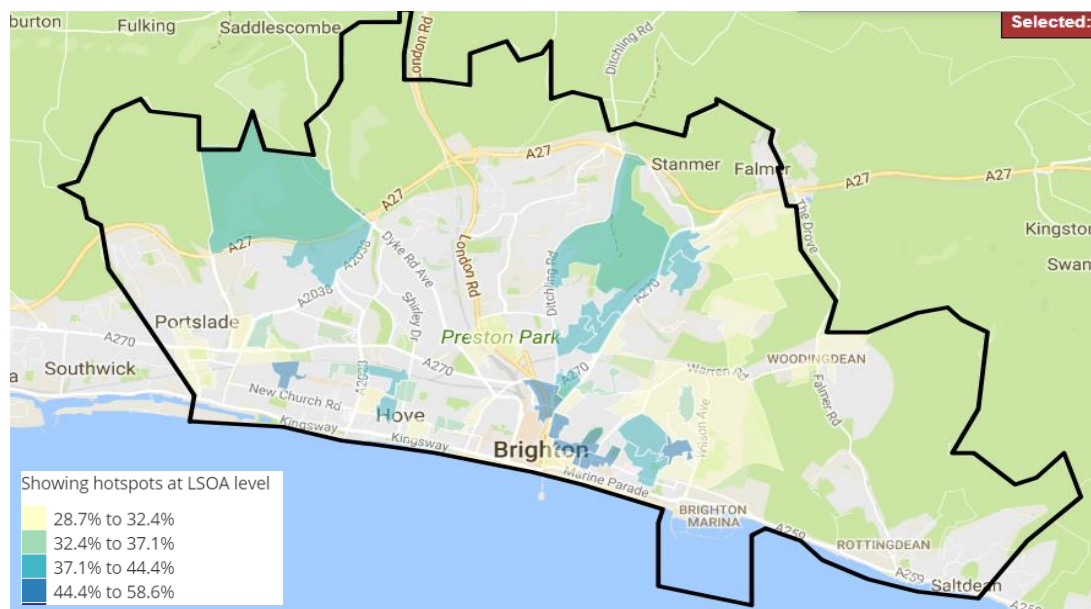 burton
Fulking
Saddlescombe
London Rd
Ditchling Rd
Selected:
A27
Stanmer
Falmer
A27
A27
A27
A27
The Drove
Kingston
Swam
Dyke Rd Ave
London Rd
A2038
A2038
Shirley Dr
Ditchling Rd
A270
Portslade
Preston Park
A270
A270
A270
WOODINGDEAN
Southwick
a
A2023
Warren Rd
New Church Rd
Hove
Wilson Ave
Falmer Rd
Kingsway
Kingsway
Brighton
Marine Parade
BRIGHTON
MARINA
A259
ROTTINGDEAN
A259
Saltdean
A259
Showing hotspots at LSOA level
28.7% to 32.4%
32.4% to 37.1%
37.1% to 44.4%
44.4% to 58.6%